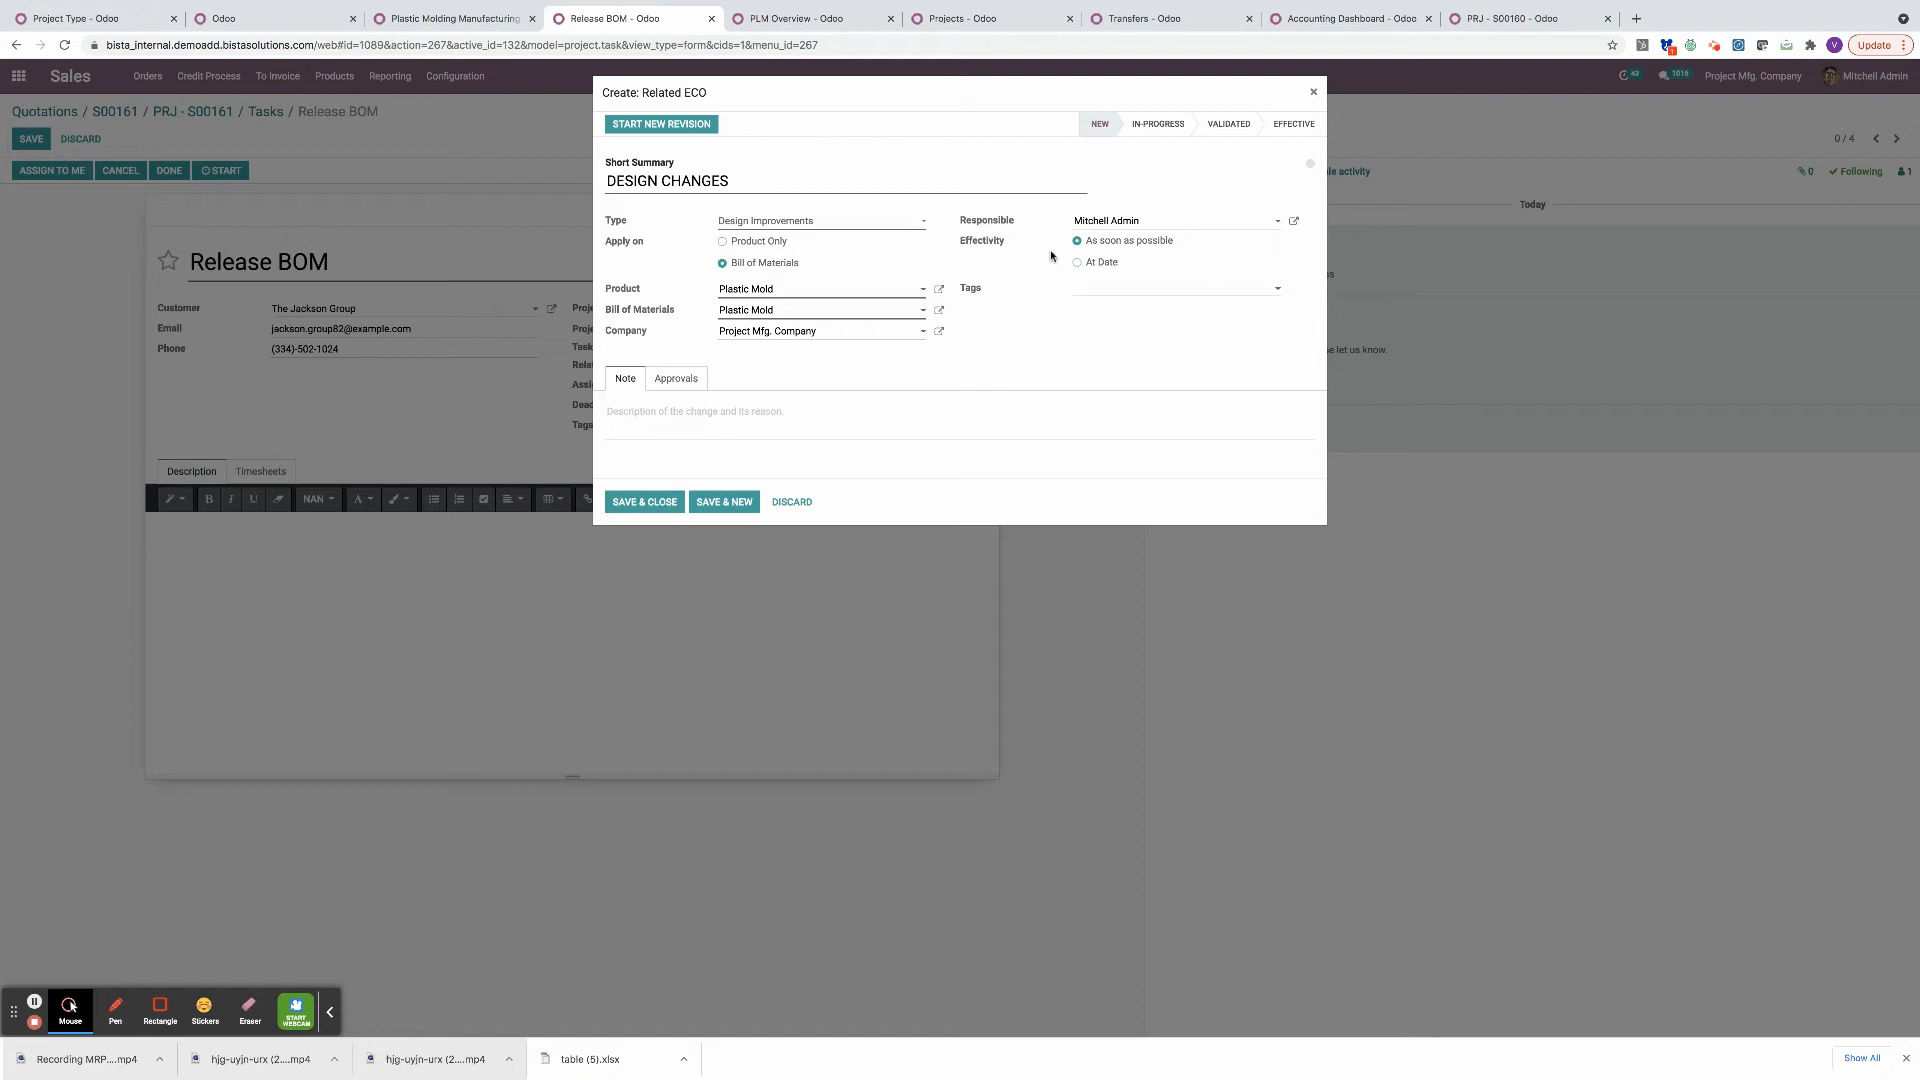 Project Type - Odoo
Odoo
Plastic Molding Manufacturing
Release BOM - Odoo
PLM Overview - Odoo
Projects - Odoo
Transfers - Odoo
Accounting Dashboard - Odoo
PRJ - S00160 - Odoo
bista_internal.demoadd.bistasolutions.com/web#id=1089&action=267&active_id=132&model=project.task&view_type=form&cids=1&menu_id=267
1
V
Update
Sales
Orders
Credit Process
To Invoice
Products
Reporting
Configuration
43
1016
Project Mfg. Company
Mitchell Admin
Quotations / S00161 / PRJ - S00161 / Tasks / Release BOM
SAVE
DISCARD
0 / 4
ASSIGN TO ME
CANCEL
DONE
START
le activity
0
Following
1
Today
Release BOM
Customer
The Jackson Group
Email
jackson.group82@example.com
Phone
(334)-502-1024
Proje
Proje
Task
Relat
Assig
Dead
Tags
Description
Timesheets
B
I
U
NAN
A
ss
e let us know.
Create: Related ECO
×
START NEW REVISION
NEW
IN-PROGRESS
VALIDATED
EFFECTIVE
Short Summary
DESIGN CHANGES
Type
Design Improvements
Apply on
Product Only
Bill of Materials
Product
Plastic Mold
Bill of Materials
Plastic Mold
Company
Project Mfg. Company
Responsible
Mitchell Admin
Effectivity
As soon as possible
At Date
Tags
Note
Approvals
Description of the change and its reason.
SAVE & CLOSE
SAVE & NEW
DISCARD
Mouse
Pen
Rectangle
Stickers
Eraser
START
WEBCAM
Recording MRP....mp4
hjg-uyjn-urx (2....mp4
hjg-uyjn-urx (2....mp4
table (5).xlsx
Show All